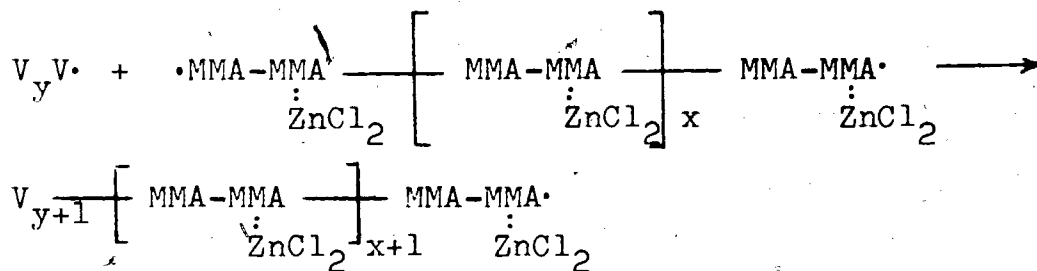 VyV· + ·MMA-MMA [ MMA-MMA ] MMA-MMA· ⟶
ZnCl2 ZnCl2 x ZnCl2
Vy+1 [ MMA-MMA ] MMA-MMA·
ZnCl2 x+1 ZnCl2